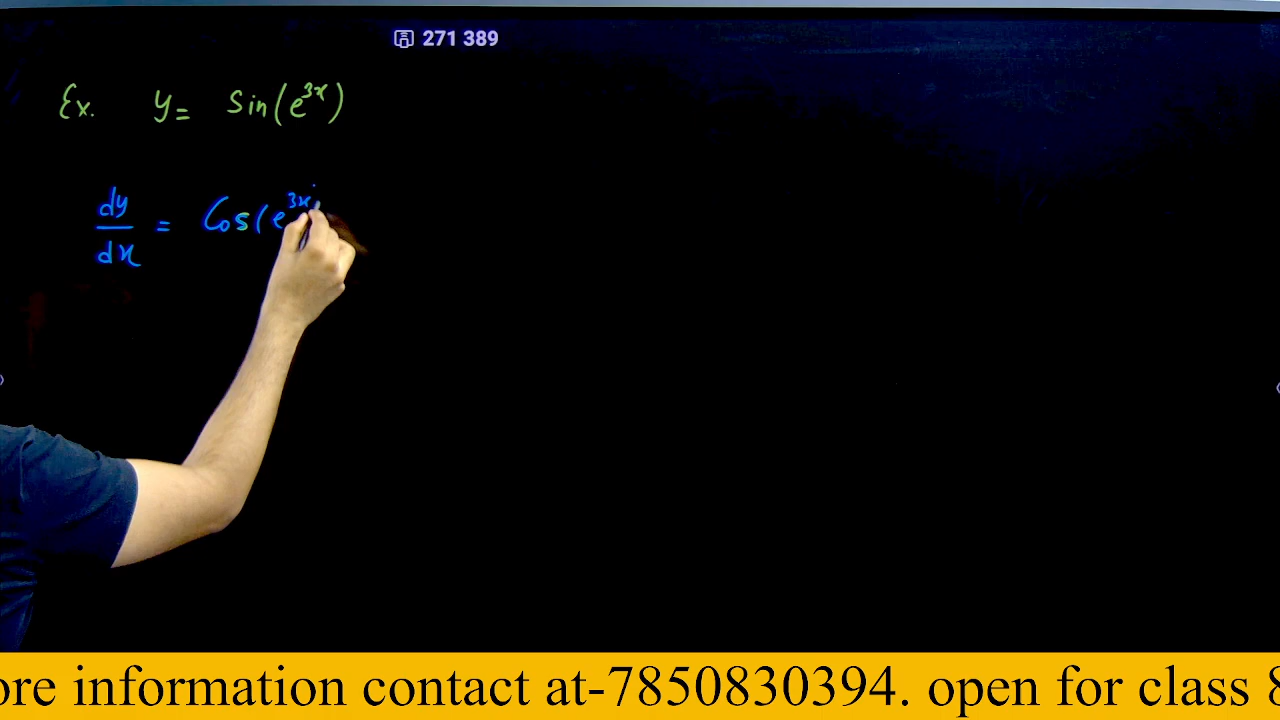 271 389
Ex. y = Sin(e^3x)
dy/dx = Cos(e^3x
ore information contact at-7850830394. open for class 8